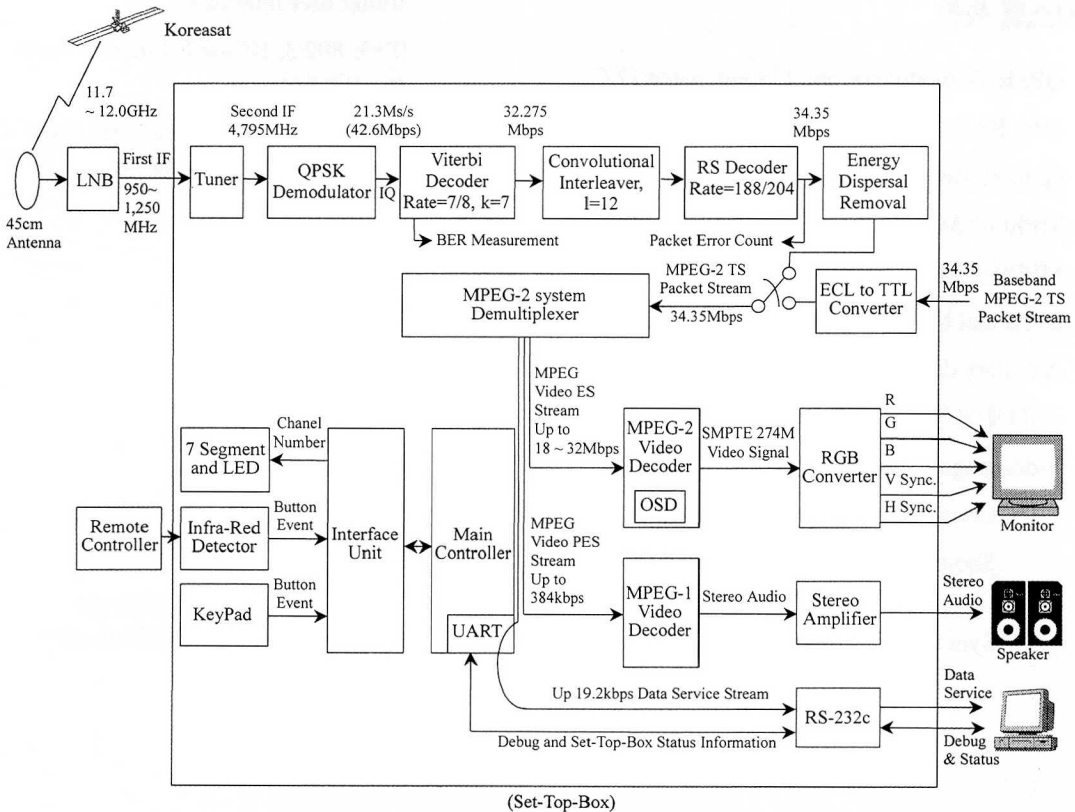 Koreasat
11.7
~ 12.0GHz
45cm
Antenna
LNB
First IF
950~
1,250
MHz
Tuner
Second IF
4,795MHz
QPSK
Demodulator
21.3Ms/s
(42.6Mbps)
IQ
Viterbi
Decoder
Rate=7/8, k=7
32.275
Mbps
Convolutional
Interleaver,
l=12
RS Decoder
Rate=188/204
34.35
Mbps
Energy
Dispersal
Removal
BER Measurement
Packet Error Count
MPEG-2 system
Demultiplexer
MPEG-2 TS
Packet Stream
34.35Mbps
ECL to TTL
Converter
34.35
Mbps
Baseband
MPEG-2 TS
Packet Stream
MPEG
Video ES
Stream
Up to
18 ~ 32Mbps
MPEG-2
Video
Decoder
OSD
SMPTE 274M
Video Signal
RGB
Converter
R
G
B
V Sync.
H Sync.
Monitor
7 Segment
and LED
Chanel
Number
Remote
Controller
Infra-Red
Detector
Button
Event
KeyPad
Button
Event
Interface
Unit
Main
Controller
UART
MPEG
Video PES
Stream
Up to
384kbps
MPEG-1
Video
Decoder
Stereo Audio
Stereo
Amplifier
Stereo
Audio
Speaker
Up 19.2kbps Data Service Stream
Debug and Set-Top-Box Status Information
RS-232c
Data
Service
Debug
& Status
(Set-Top-Box)